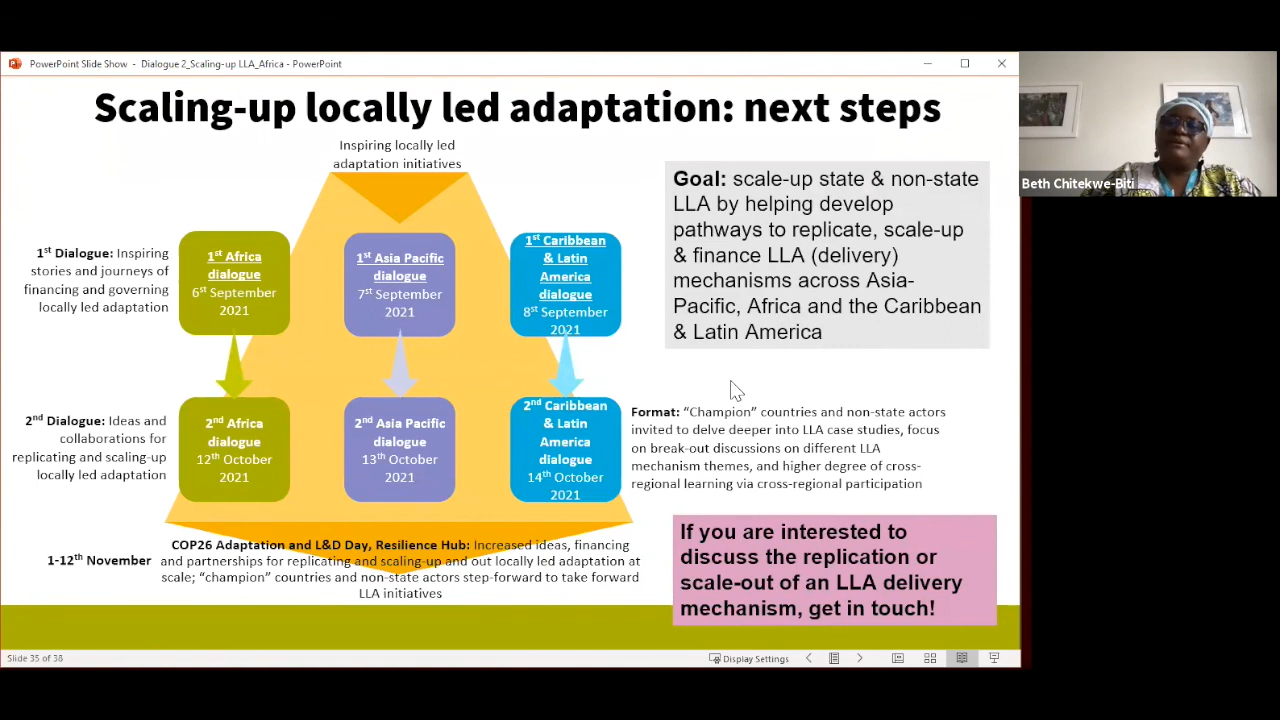 PowerPoint Slide Show - Dialogue 2_Scaling-up LLA_Africa - PowerPoint
Scaling-up locally led adaptation: next steps
Inspiring locally led
adaptation initiatives
1st Dialogue: Inspiring
stories and journeys of
financing and governing
locally led adaptation
1st Africa
dialogue
6st September
2021
1st Asia Pacific
dialogue
7st September
2021
1st Caribbean
& Latin
America
dialogue
8st September
2021
Goal: scale-up state & non-state
LLA by helping develop
pathways to replicate, scale-up
& finance LLA (delivery)
mechanisms across Asia-
Pacific, Africa and the Caribbean
& Latin America
Beth Chitekwe-Biti
2nd Dialogue: Ideas and
collaborations for
replicating and scaling-up
locally led adaptation
2nd Africa
dialogue
12th October
2021
2nd Asia Pacific
dialogue
13th October
2021
2nd Caribbean
& Latin
America
dialogue
14th October
2021
Format: “Champion” countries and non-state actors
invited to delve deeper into LLA case studies, focus
on break-out discussions on different LLA
mechanism themes, and higher degree of cross-
regional learning via cross-regional participation
1-12th November
COP26 Adaptation and L&D Day, Resilience Hub: Increased ideas, financing
and partnerships for replicating and scaling-up and out locally led adaptation at
scale; “champion” countries and non-state actors step-forward to take forward
LLA initiatives
If you are interested to
discuss the replication or
scale-out of an LLA delivery
mechanism, get in touch!
Slide 35 of 38
Display Settings